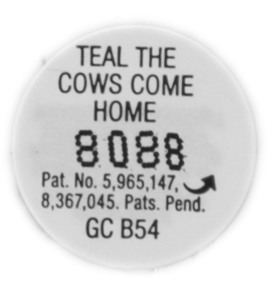 TEAL THE
COWS COME
HOME
8088
Pat. No. 5,965,147,
8,367,045. Pats. Pend.
GC B54